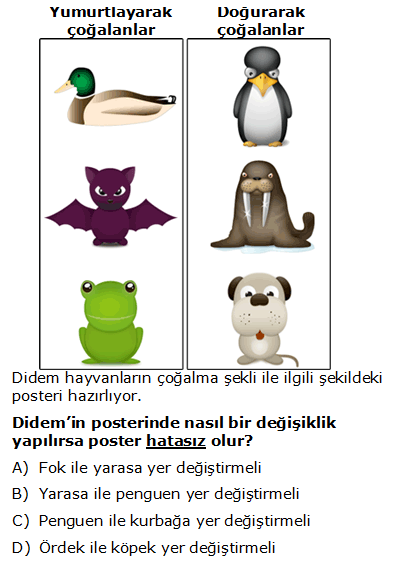 Yumurtlayarak çoğalanlar
Doğurarak çoğalanlar
Didem hayvanların çoğalma şekli ile ilgili şekildeki
posteri hazırlıyor.
Didem’in posterinde nasıl bir değişiklik
yapılırsa poster hatasız olur?
A) Fok ile yarasa yer değiştirmeli
B) Yarasa ile penguen yer değiştirmeli
C) Penguen ile kurbağa yer değiştirmeli
D) Ördek ile köpek yer değiştirmeli